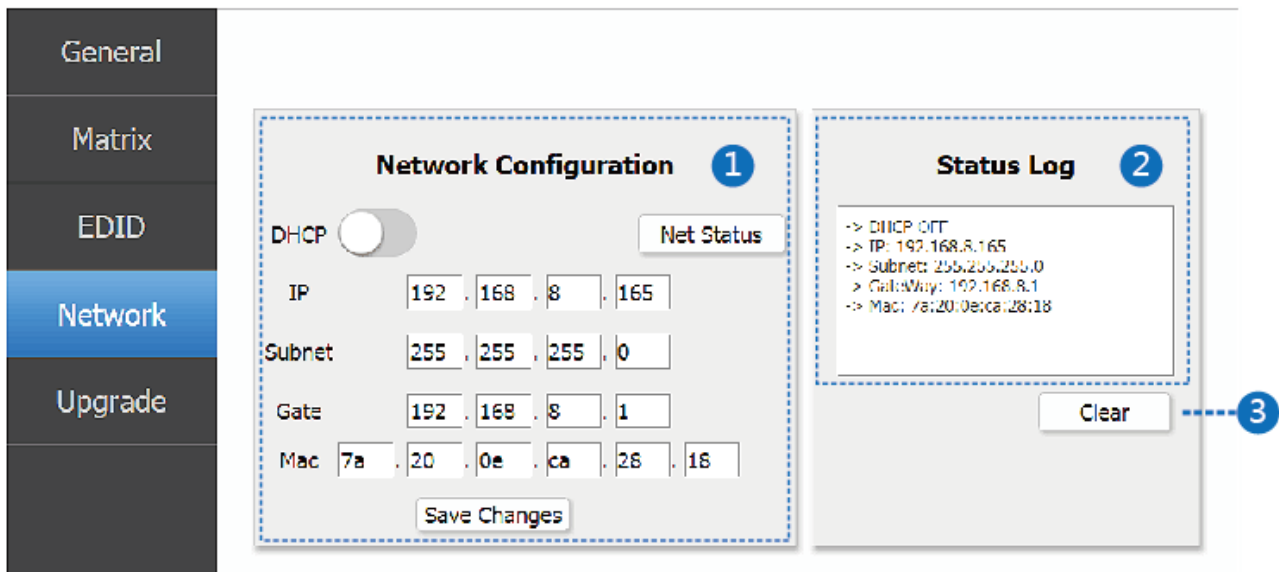 General
Matrix
EDID
Network
Upgrade
Network Configuration 1
DHCP Net Status
IP 192 . 168 . 8 . 165
Subnet 255 . 255 . 255 . 0
Gate 192 . 168 . 8 . 1
Mac 7a . 20 . 0e . ca . 28 . 18
Save Changes
Status Log 2
-> DHCP OFF
-> IP: 192.168.8.165
-> Subnet: 255.255.255.0
-> GateWay: 192.168.8.1
-> Mac: 7a:20:0e:ca:28:18
Clear 3